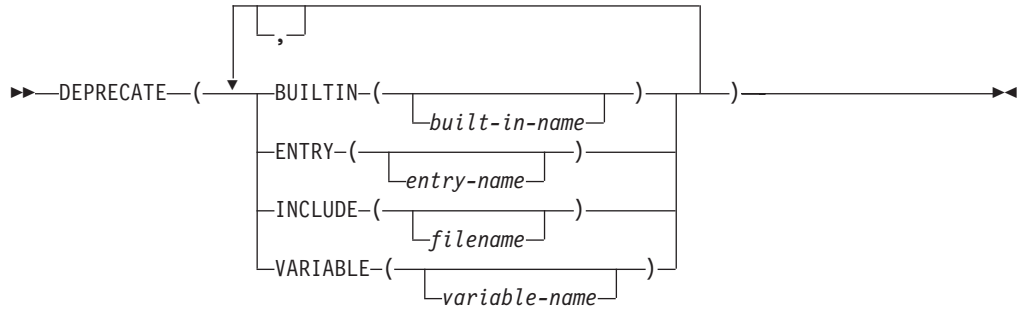 ,
DEPRECATE ( BUILTIN ( ) )
built-in-name
ENTRY ( )
entry-name
INCLUDE ( )
filename
VARIABLE ( )
variable-name